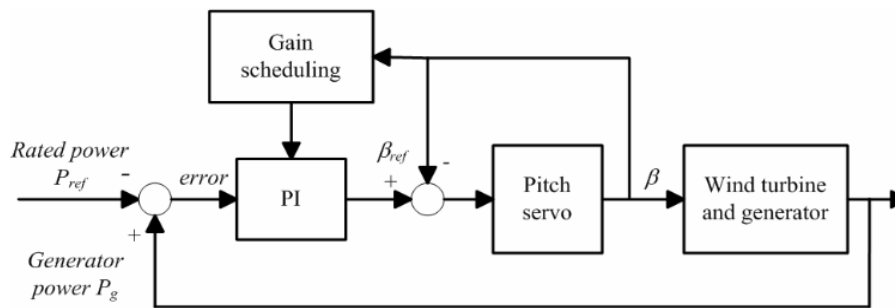 Gain
scheduling
Rated power
P_ref
-
error
PI
β_ref
+
-
Pitch
servo
β
Wind turbine
and generator
+
Generator
power P_g